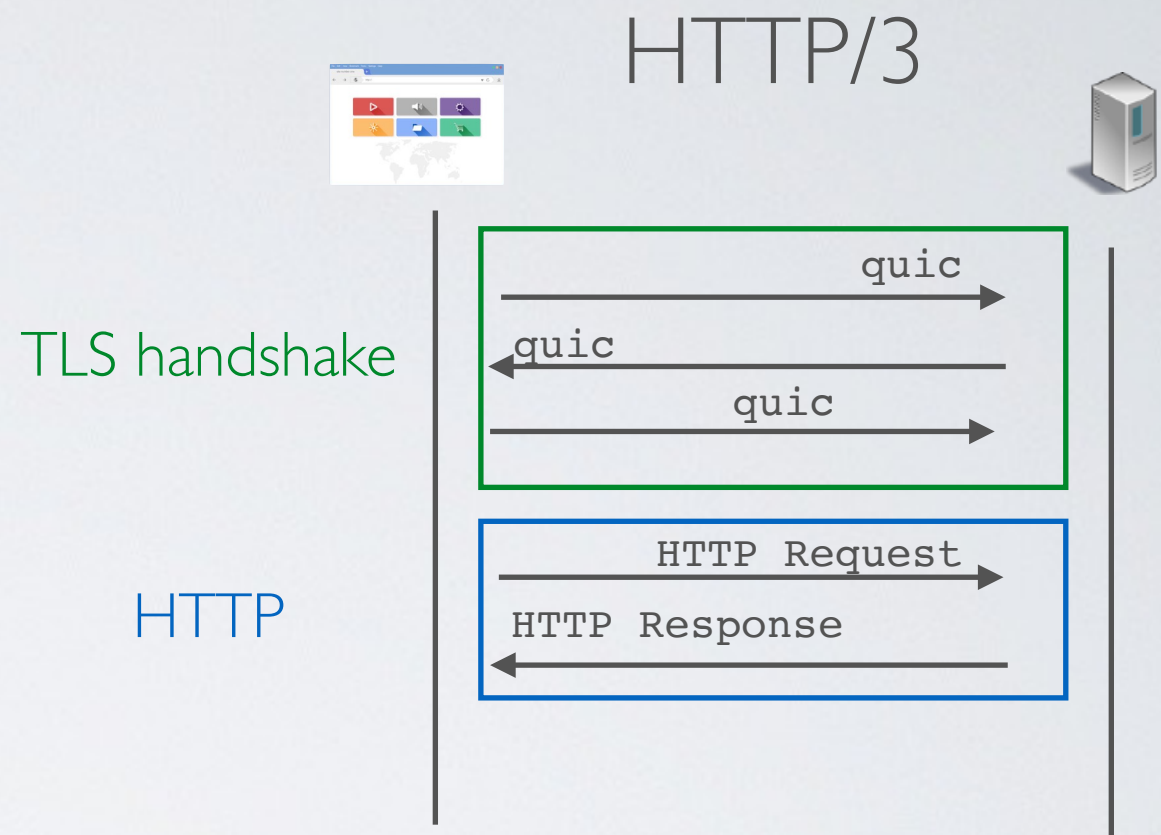 HTTP/3
quic
TLS handshake
quic
quic
HTTP Request
HTTP
HTTP Response